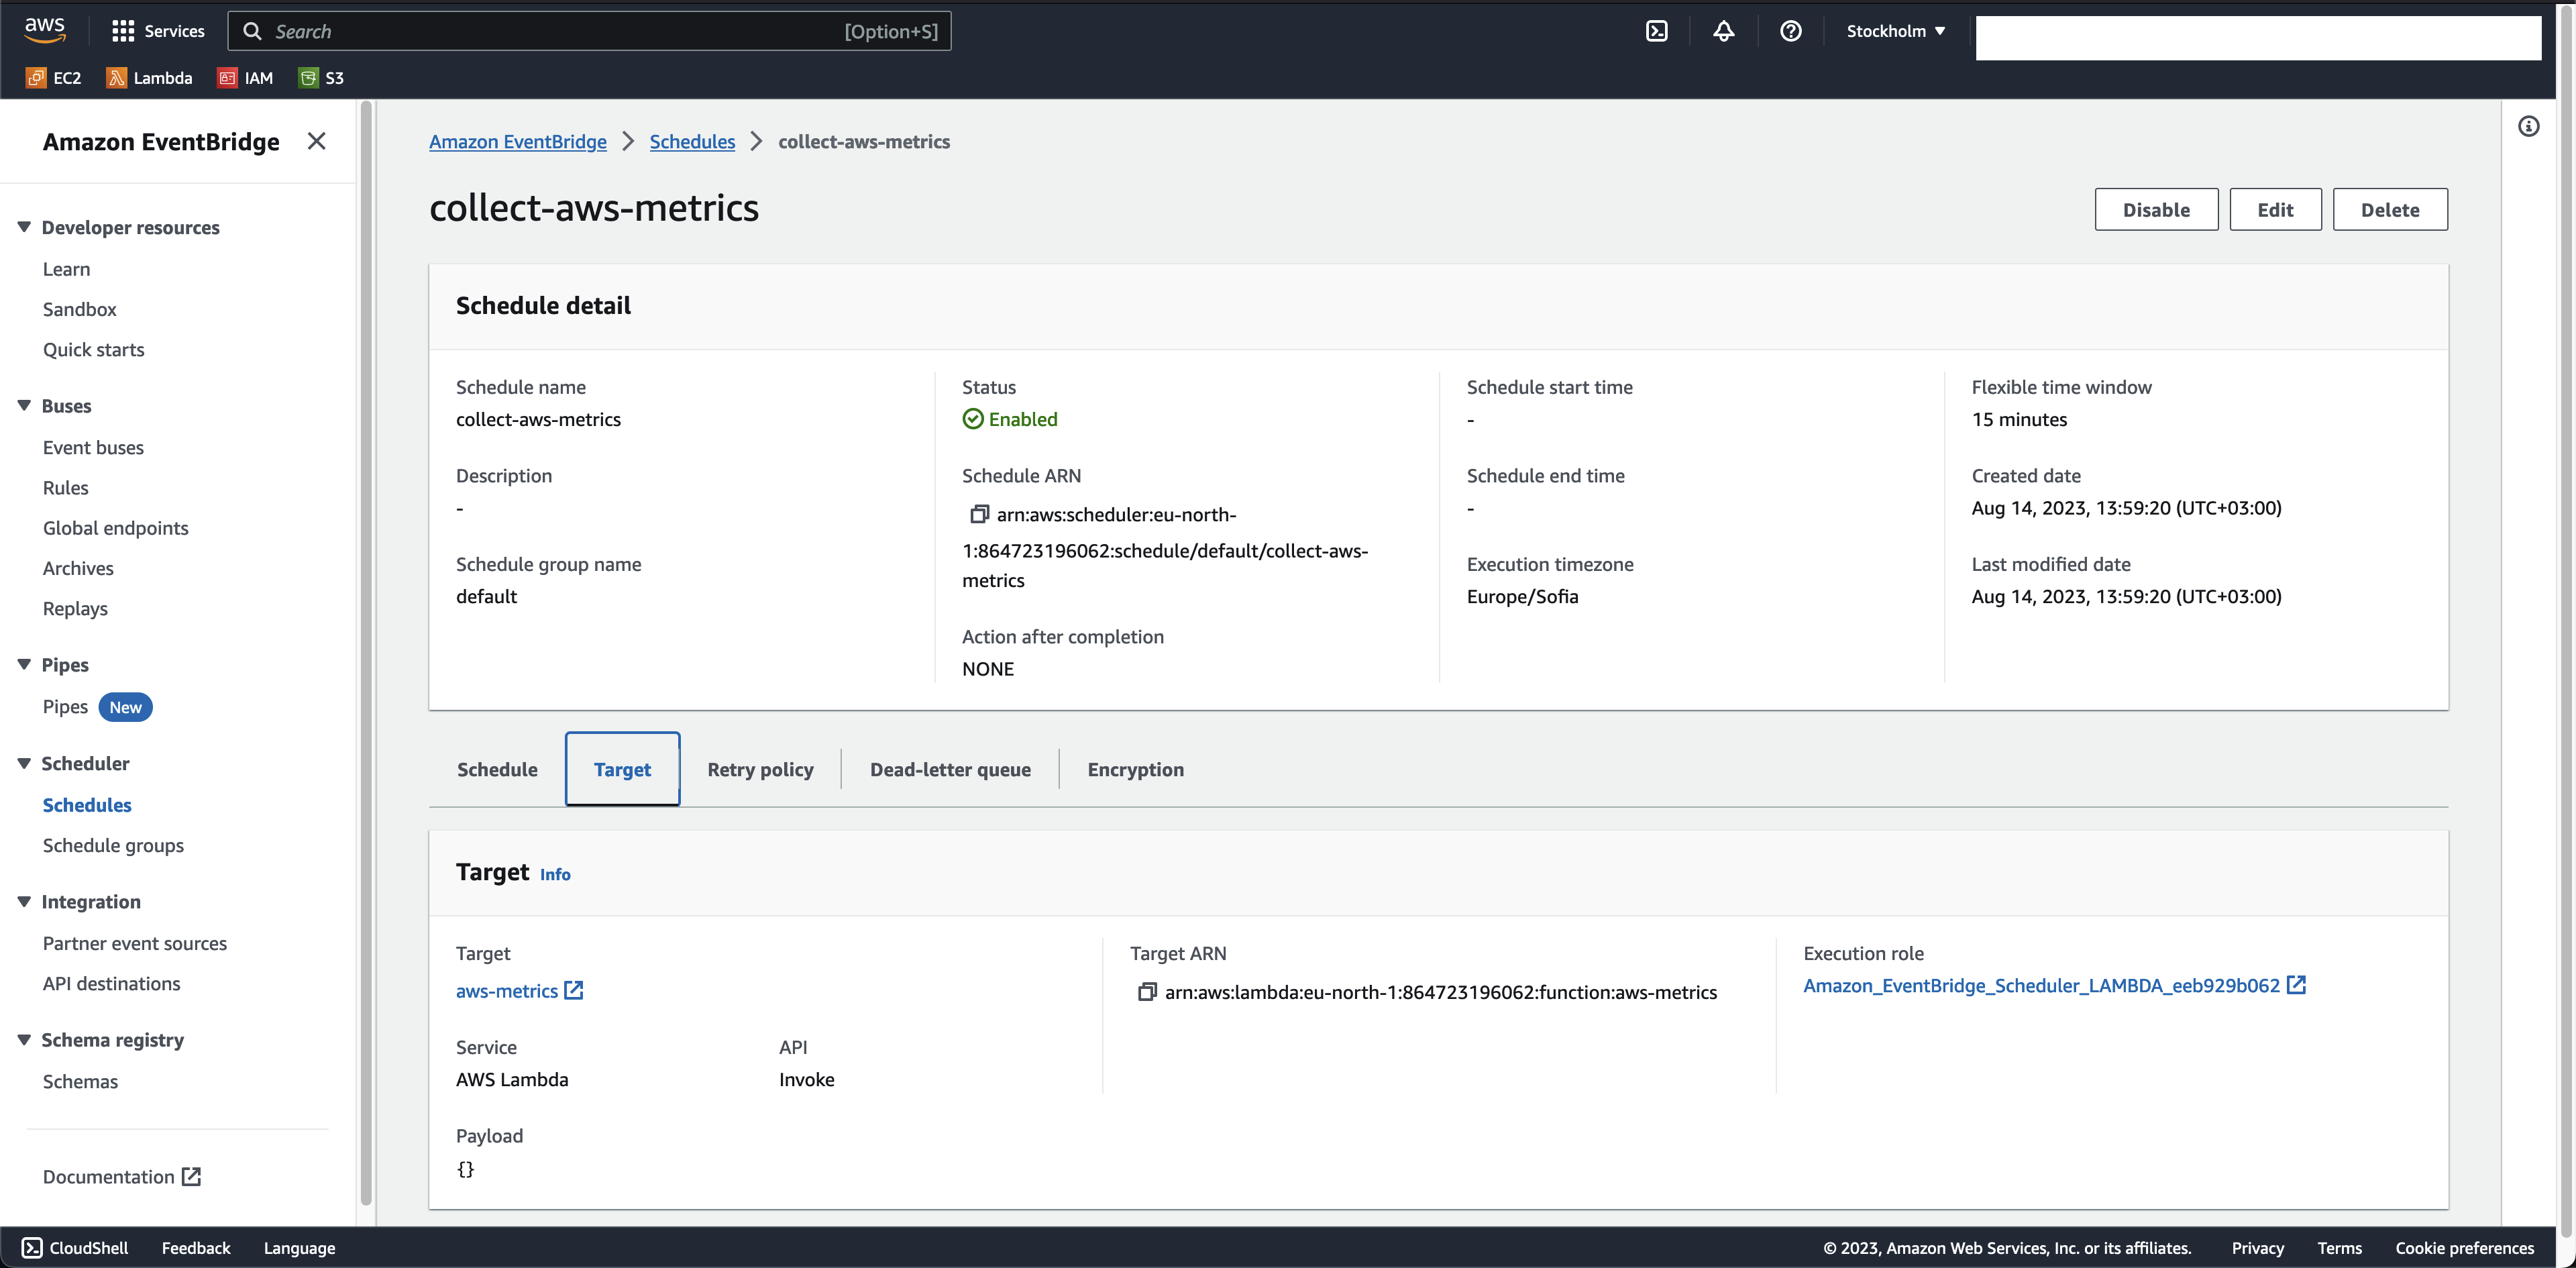 aws
Services
Search
[Option+S]
Stockholm
EC2
Lambda
IAM
S3
Amazon EventBridge
Developer resources
Learn
Sandbox
Quick starts
Buses
Event buses
Rules
Global endpoints
Archives
Replays
Pipes
Pipes
New
Scheduler
Schedules
Schedule groups
Integration
Partner event sources
API destinations
Schema registry
Schemas
Documentation
Amazon EventBridge
Schedules
collect-aws-metrics
collect-aws-metrics
Disable
Edit
Delete
Schedule detail
Schedule name
collect-aws-metrics
Description
-
Schedule group name
default
Status
Enabled
Schedule ARN
arn:aws:scheduler:eu-north-
1:864723196062:schedule/default/collect-aws-
metrics
Action after completion
NONE
Schedule start time
-
Schedule end time
-
Execution timezone
Europe/Sofia
Flexible time window
15 minutes
Created date
Aug 14, 2023, 13:59:20 (UTC+03:00)
Last modified date
Aug 14, 2023, 13:59:20 (UTC+03:00)
Schedule
Target
Retry policy
Dead-letter queue
Encryption
Target
Info
Target
aws-metrics
Service
AWS Lambda
API
Invoke
Payload
{}
Target ARN
arn:aws:lambda:eu-north-1:864723196062:function:aws-metrics
Execution role
Amazon_EventBridge_Scheduler_LAMBDA_eeb929b062
CloudShell
Feedback
Language
© 2023, Amazon Web Services, Inc. or its affiliates.
Privacy
Terms
Cookie preferences